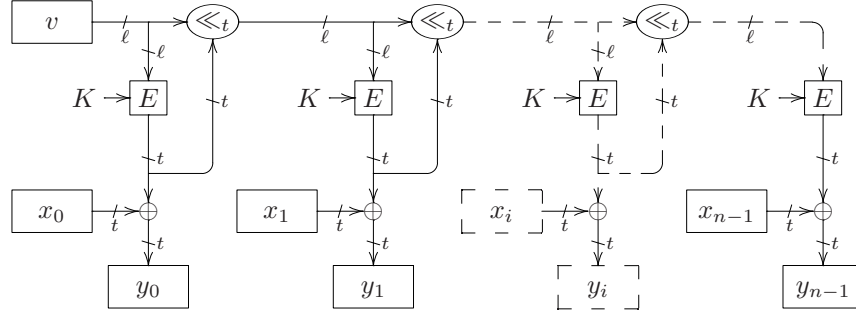 v ℓ ≪t ℓ ≪t ℓ ≪t ℓ
ℓ ℓ ℓ ℓ
K E t K E t K E t K E
t t t t
x0 t x1 t xi t xn−1 t
t t t t
y0 y1 yi yn−1